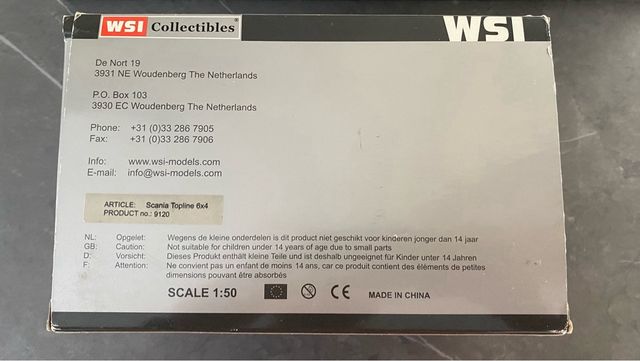 WSI Collectibles®
WSI
De Nort 19
3931 NE Woudenberg The Netherlands
P.O. Box 103
3930 EC Woudenberg The Netherlands
Phone: +31 (0)33 286 7905
Fax: +31 (0)33 286 7906
Info: www.wsi-models.com
E-mail: info@wsi-models.com
ARTICLE: Scania Topline 6x4
PRODUCT no.: 9120
NL: Opgelet: Wegens de kleine onderdelen is dit product niet geschikt voor kinderen jonger dan 14 jaar
GB: Caution: Not suitable for children under 14 years of age due to small parts
D: Vorsicht: Dieses Produkt enthält kleine Teile und ist deshalb ungeeignet für Kinder unter 14 Jahren
F: Attention: Ne convient pas un enfant de moins 14 ans, car ce produit contient des éléments de petites
dimensions pouvant être absorbés
SCALE 1:50 CE MADE IN CHINA